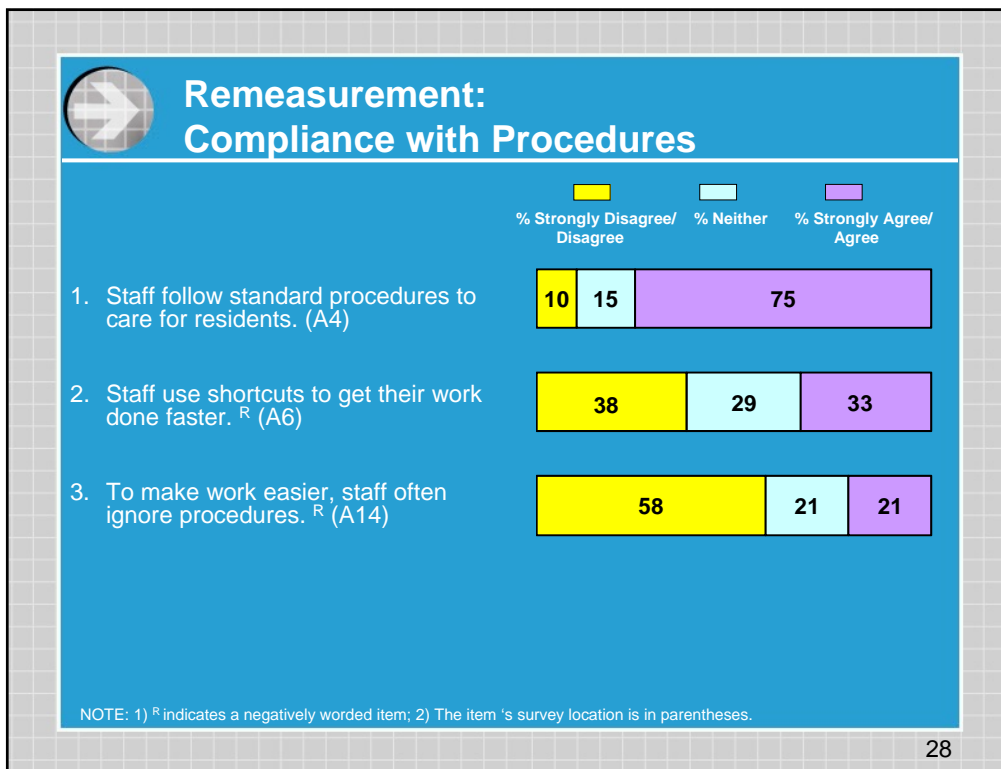 Remeasurement:
Compliance with Procedures
% Strongly Disagree/ % Neither % Strongly Agree/
Disagree Agree
1. Staff follow standard procedures to
care for residents. (A4)
10 15 75
2. Staff use shortcuts to get their work
done faster. R (A6)
38 29 33
3. To make work easier, staff often
ignore procedures. R (A14)
58 21 21
NOTE: 1) R indicates a negatively worded item; 2) The item ‘s survey location is in parentheses.
28